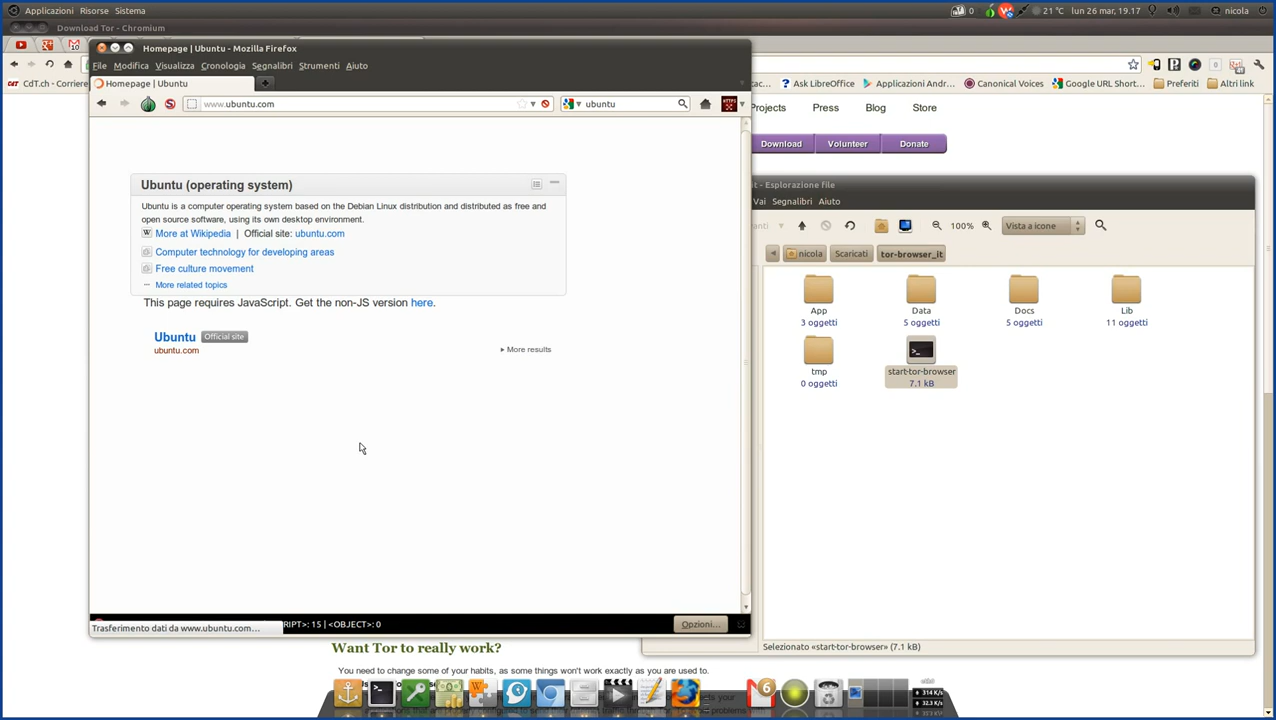 Applicazioni Risorse Sistema
0 21 °C lun 26 mar, 19.17 nicola
Download Tor - Chromium
Homepage | Ubuntu - Mozilla Firefox
File Modifica Visualizza Cronologia Segnalibri Strumenti Aiuto
10
Homepage | Ubuntu
CdT.ch - Corriere
Ask LibreOffice Applicazioni Andr... Canonical Voices Google URL Short... Preferiti Altri link
www.ubuntu.com ubuntu
Projects Press Blog Store
Download Volunteer Donate
Ubuntu (operating system)
Ubuntu is a computer operating system based on the Debian Linux distribution and distributed as free and
open source software, using its own desktop environment.
W More at Wikipedia | Official site: ubuntu.com
Computer technology for developing areas
Free culture movement
More related topics
This page requires JavaScript. Get the non-JS version here.
Ubuntu Official site
ubuntu.com
More results
- Esplorazione file
Vai Segnalibri Aiuto
100% Vista a icone
nicola Scaricati tor-browser_it
App
3 oggetti
Data
5 oggetti
Docs
5 oggetti
Lib
11 oggetti
tmp
0 oggetti
start-tor-browser
7.1 kB
SCRIPT>: 15 | <OBJECT>: 0 Opzioni...
Trasferimento dati da www.ubuntu.com...
Selezionato «start-tor-browser» (7.1 kB)
Want Tor to really work?
You need to change some of your habits, as some things won't work exactly as you are used to.
6
314 K/s
32.3 K/s